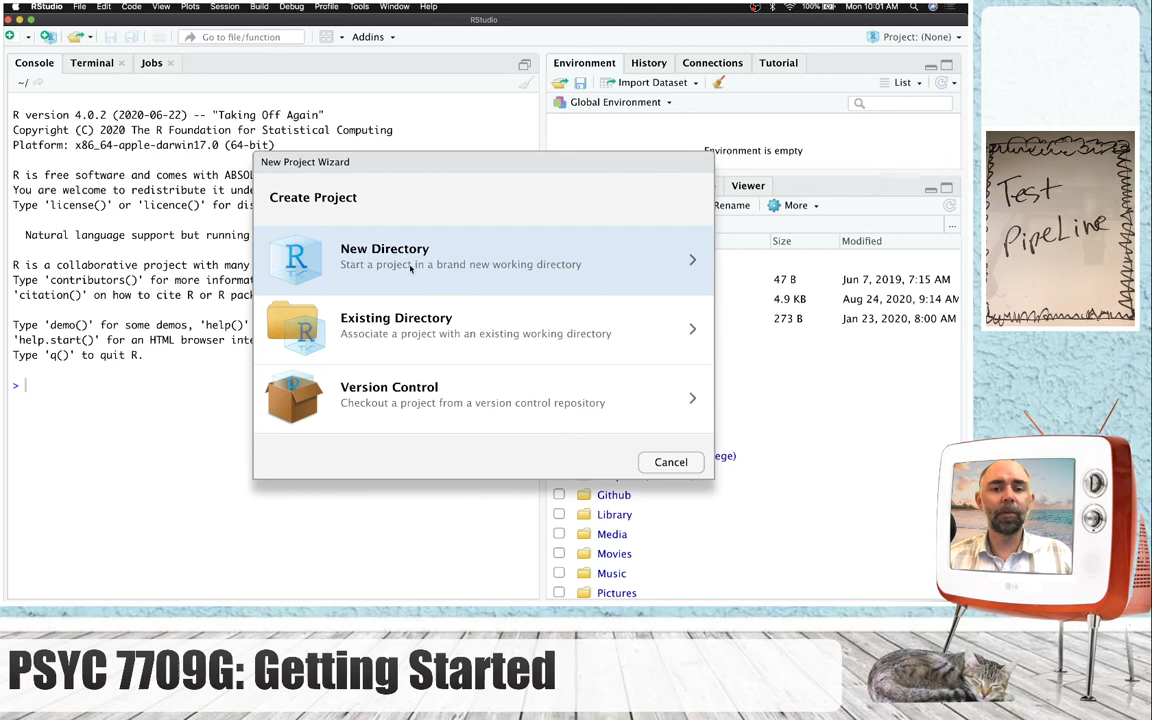 RStudio File Edit Code View Plots Session Build Debug Profile Tools Window Help 100% Mon 10:01 AM
RStudio
Go to file/function Addins Project: (None)
Console Terminal Jobs
Environment History Connections Tutorial
~/
Import Dataset List
Global Environment
R version 4.0.2 (2020-06-22) -- "Taking Off Again"
Copyright (C) 2020 The R Foundation for Statistical Computing
Platform: x86_64-apple-darwin17.0 (64-bit)
Environment is empty
R is free software and comes with ABSOL
You are welcome to redistribute it unde
Type 'license()' or 'licence()' for dis
Natural language support but running
R is a collaborative project with many
Type 'contributors()' for more informa
'citation()' on how to cite R or R pac
Type 'demo()' for some demos, 'help()'
'help.start()' for an HTML browser inte
Type 'q()' to quit R.
>
New Project Wizard
Create Project
New Directory
Start a project in a brand new working directory
Existing Directory
Associate a project with an existing working directory
Version Control
Checkout a project from a version control repository
Cancel
Viewer
Rename More
...
Size Modified
47 B Jun 7, 2019, 7:15 AM
4.9 KB Aug 24, 2020, 9:14 AM
273 B Jan 23, 2020, 8:00 AM
ege)
Github
Library
Media
Movies
Music
Pictures
Test
PipeLine
LG
PSYC 7709G: Getting Started